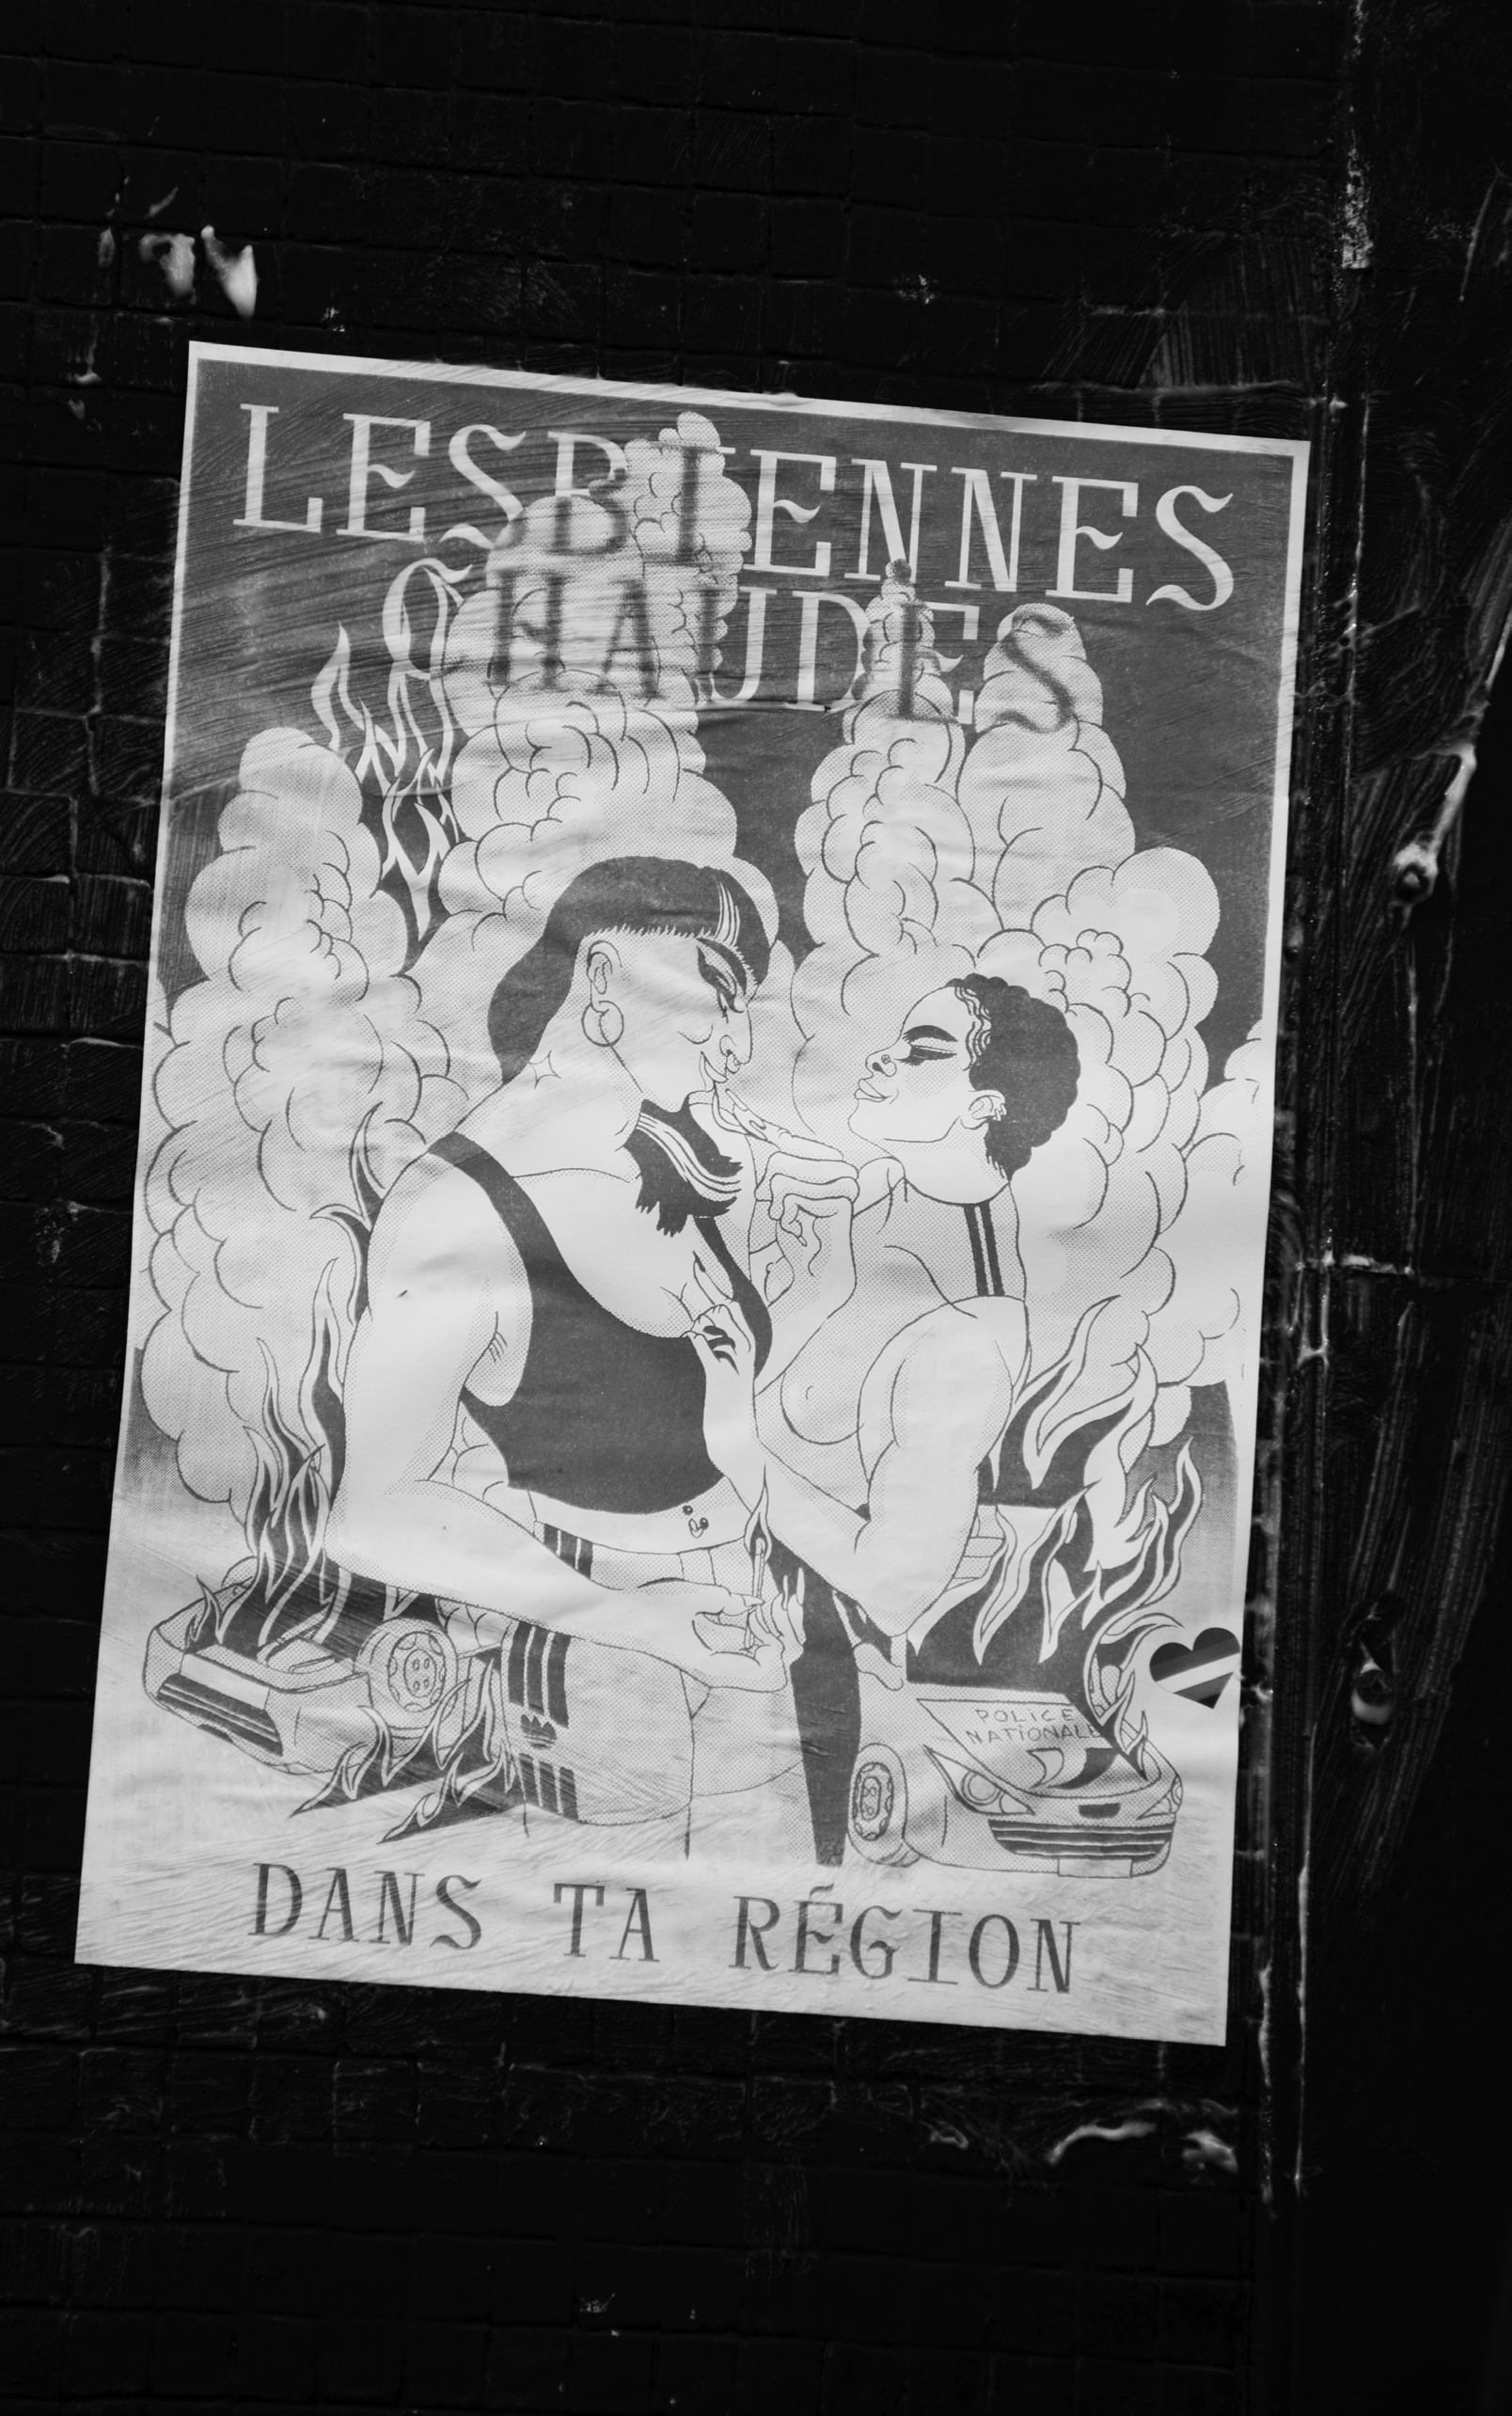 LESBIENNES
CHAUDES
POLICE
NATIONALE
DANS TA RÉGION